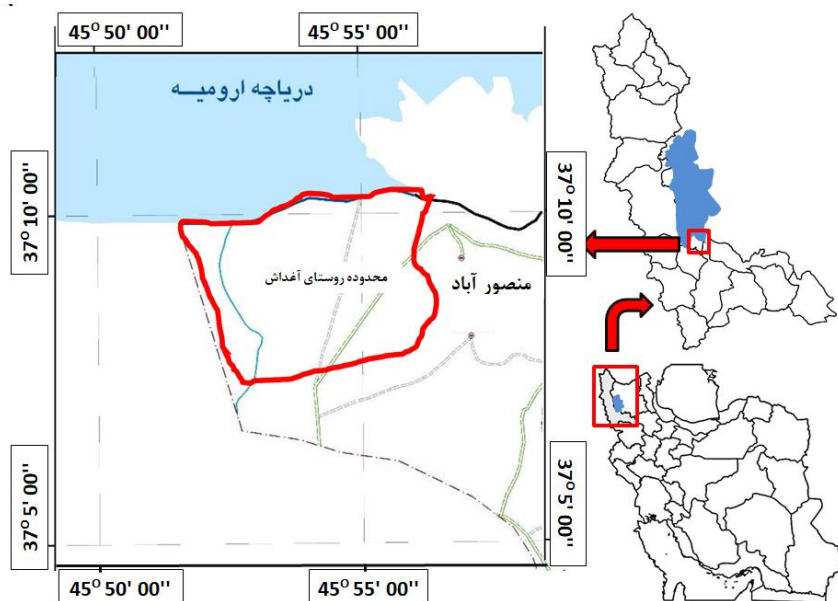 45° 50' 00"
45° 55' 00"
دریاچه ارومیـــه
37° 10' 00"
37° 10' 00"
محدوده روستای آغداش
منصور آباد
37° 5' 00"
37° 5' 00"
45° 50' 00"
45° 55' 00"